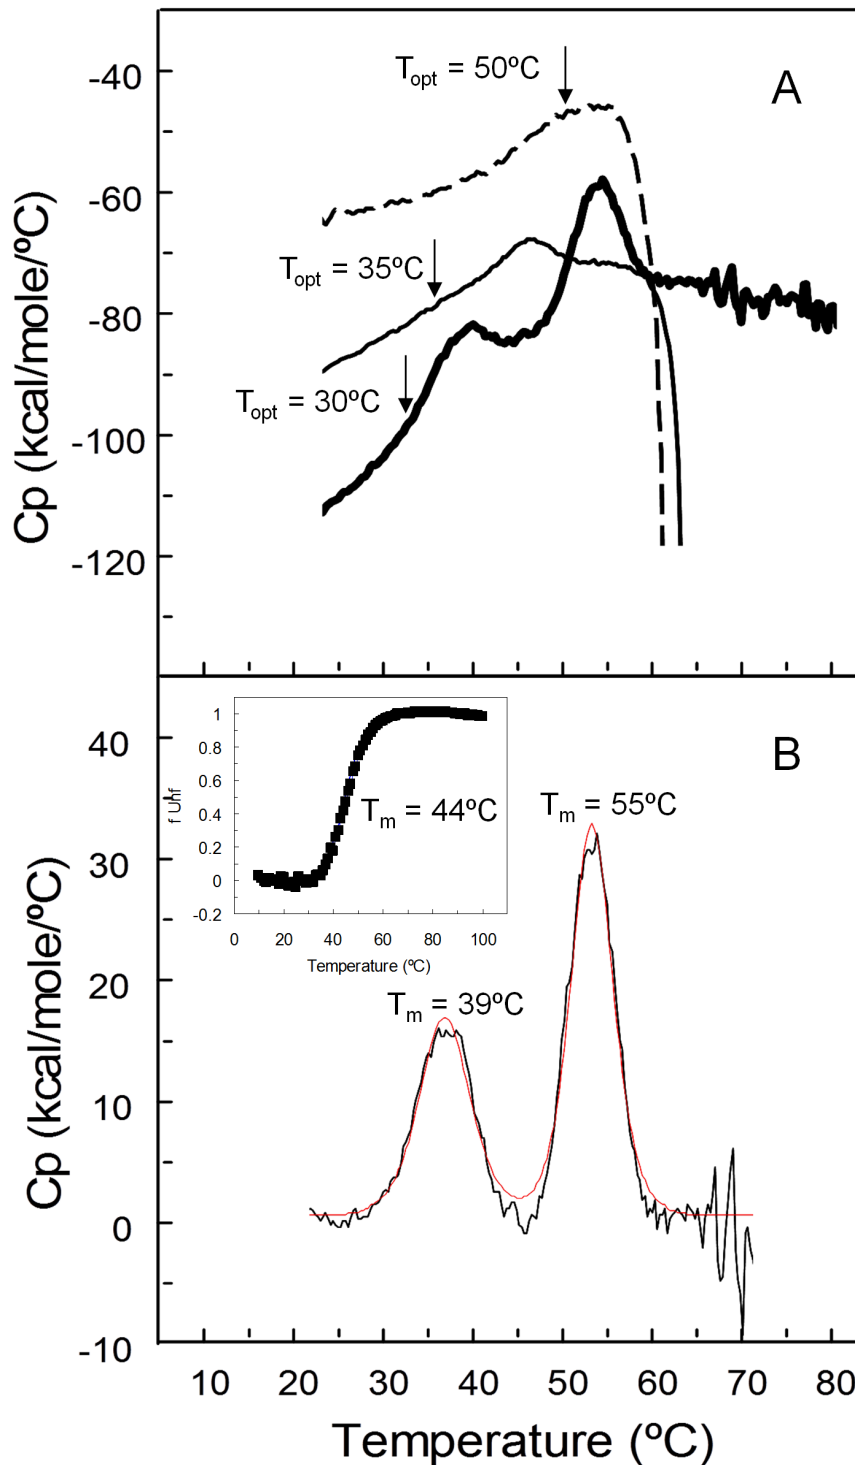 A
T_opt = 50ºC
T_opt = 35ºC
T_opt = 30ºC
Cp (kcal/mole/ºC)
-40
-60
-80
-100
-120
B
T_m = 55ºC
T_m = 44ºC
T_m = 39ºC
f Unf
1
0.8
0.6
0.4
0.2
0
-0.2
0 20 40 60 80 100
Temperature (ºC)
Cp (kcal/mole/ºC)
40
30
20
10
0
-10
10 20 30 40 50 60 70 80
Temperature (ºC)